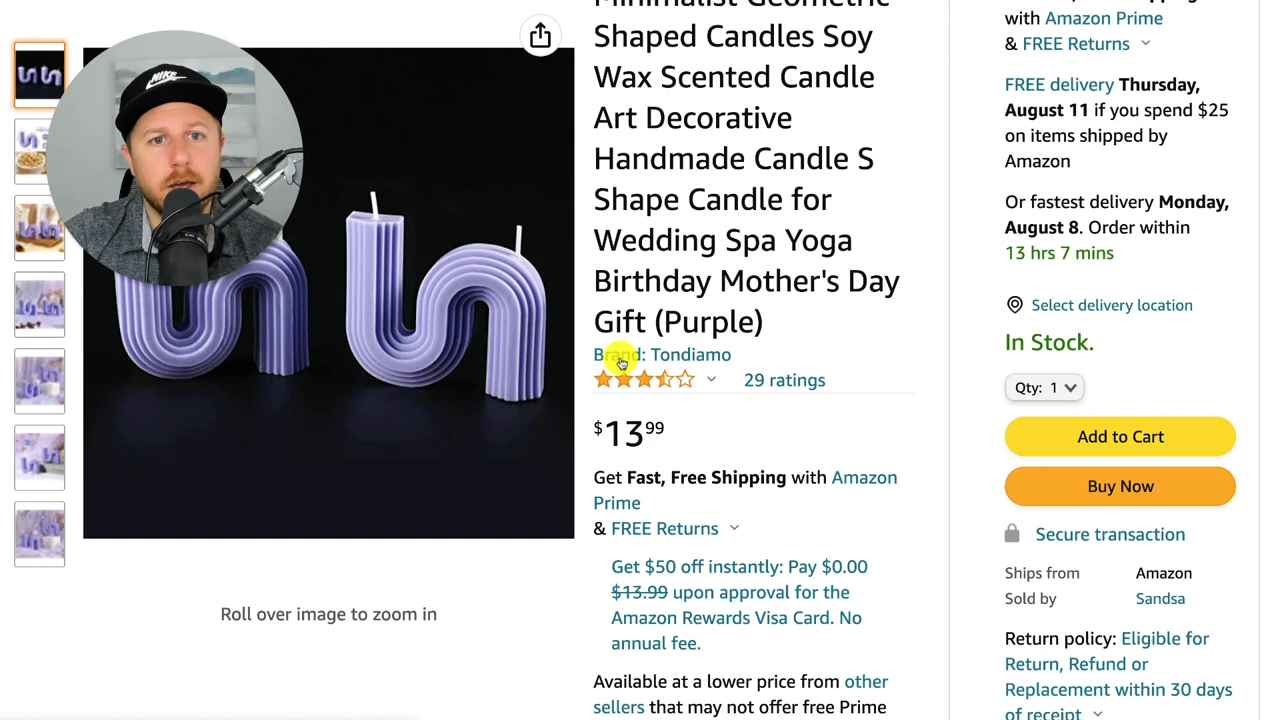 NIKE
Roll over image to zoom in
Minimalist Geometric
Shaped Candles Soy
Wax Scented Candle
Art Decorative
Handmade Candle S
Shape Candle for
Wedding Spa Yoga
Birthday Mother's Day
Gift (Purple)
Brand: Tondiamo
29 ratings
$13 99
Get Fast, Free Shipping with Amazon
Prime
& FREE Returns
Get $50 off instantly: Pay $0.00
$13.99 upon approval for the
Amazon Rewards Visa Card. No
annual fee.
Available at a lower price from other
sellers that may not offer free Prime
with Amazon Prime
& FREE Returns
FREE delivery Thursday,
August 11 if you spend $25
on items shipped by
Amazon
Or fastest delivery Monday,
August 8. Order within
13 hrs 7 mins
Select delivery location
In Stock.
Qty: 1
Add to Cart
Buy Now
Secure transaction
Ships from Amazon
Sold by Sandsa
Return policy: Eligible for
Return, Refund or
Replacement within 30 days
of receipt